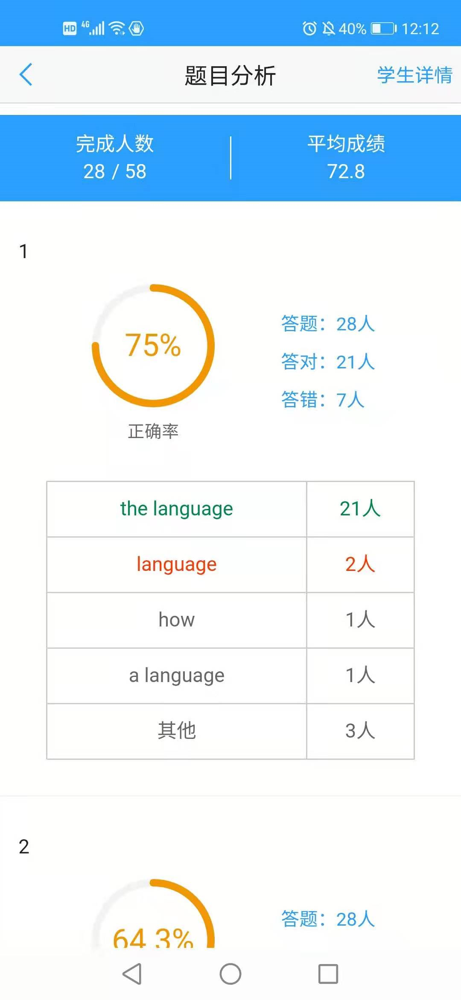 HD 4G 40% 12:12
题目分析 学生详情
完成人数 平均成绩
28 / 58 72.8
1
75%
正确率
答题：28人
答对：21人
答错：7人
the language 21人
language 2人
how 1人
a language 1人
其他 3人
2
64.3%
答题：28人